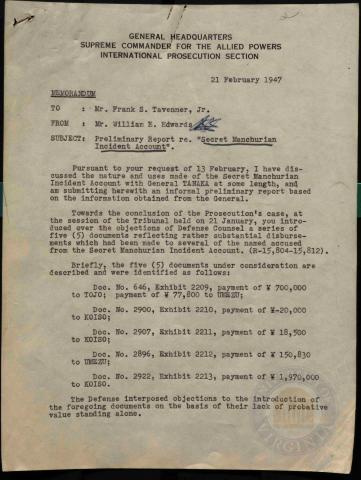 GENERAL HEADQUARTERS
SUPREME COMMANDER FOR THE ALLIED POWERS
INTERNATIONAL PROSECUTION SECTION
21 February 1947
MEMORANDUM
TO : Mr. Frank S. Tavenner, Jr.
FROM : Mr. William E. Edwards
SUBJECT: Preliminary Report re. "Secret Manchurian
Incident Account".
Pursuant to your request of 13 February, I have dis-
cussed the nature and uses made of the Secret Manchurian
Incident Account with General TANAKA at some length, and
am submitting herewith an informal preliminary report based
on the information obtained from the General.
Towards the conclusion of the Prosecution's case, at
the session of the Tribunal held on 21 January, you intro-
duced over the objections of Defense Counsel a series of
five (5) documents reflecting rather substantial disburse-
ments which had been made to several of the named accused
from the Secret Manchurian Incident Account. (R-15,804-15,812).
Briefly, the five (5) documents under consideration are
described and were identified as follows:
Doc. No. 646, Exhibit 2209, payment of ¥ 700,000
to TOJO; payment of ¥ 77,800 to UMEZU;
Doc. No. 2900, Exhibit 2210, payment of ¥-20,000
to KOISO;
Doc. No. 2907, Exhibit 2211, payment of ¥ 18,500
to KOISO;
Doc. No. 2896, Exhibit 2212, payment of ¥ 150,830
to UMEZU;
Doc. No. 2922, Exhibit 2213, payment of ¥ 1,970,000
to KOISO.
The Defense interposed objections to the introduction of
the foregoing documents on the basis of their lack of probative
value standing alone.
VIRGINIA